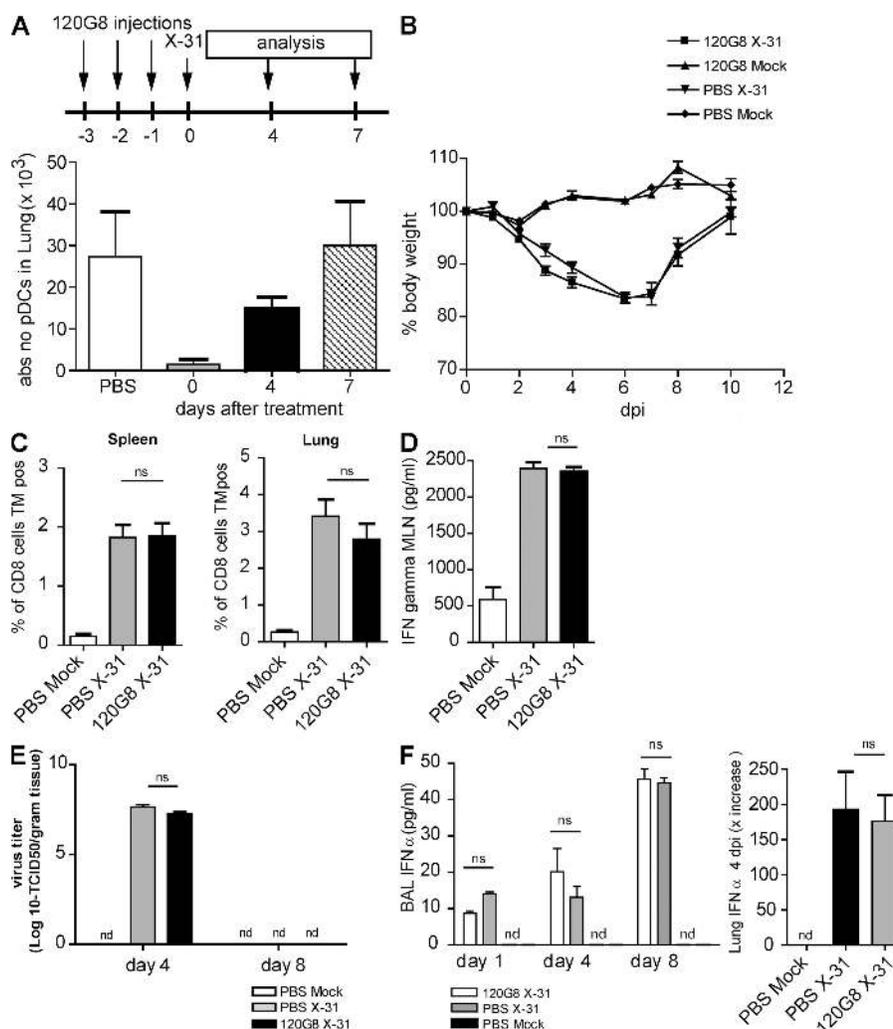 A
120G8 injections
X-31
analysis
-3 -2 -1 0 4 7
abs no pDCs in Lung (x 10³)
50
40
30
20
10
0
PBS 0 4 7
days after treatment
B
120G8 X-31
120G8 Mock
PBS X-31
PBS Mock
% body weight
110
100
90
80
70
0 2 4 6 8 10 12
dpi
C
Spleen
% of CD8 cells TM pos
3
2
1
0
ns
PBS Mock
PBS X-31
120G8 X-31
Lung
% of CD8 cells TMpos
5
4
3
2
1
0
ns
PBS Mock
PBS X-31
120G8 X-31
D
IFN gamma MLN (pg/ml)
2500
2000
1500
1000
500
0
ns
PBS Mock
PBS X-31
120G8 X-31
E
virus titer
(Log 10-TCID50/gram tissue)
10
5
0
ns
nd
nd nd nd
day 4 day 8
PBS Mock
PBS X-31
120G8 X-31
F
BAL IFNα (pg/ml)
50
40
30
20
10
0
ns
nd
ns
nd
ns
nd
day 1 day 4 day 8
120G8 X-31
PBS X-31
PBS Mock
Lung IFN α 4 dpi (x increase)
250
200
150
100
50
0
ns
nd
PBS Mock
PBS X-31
120G8 X-31